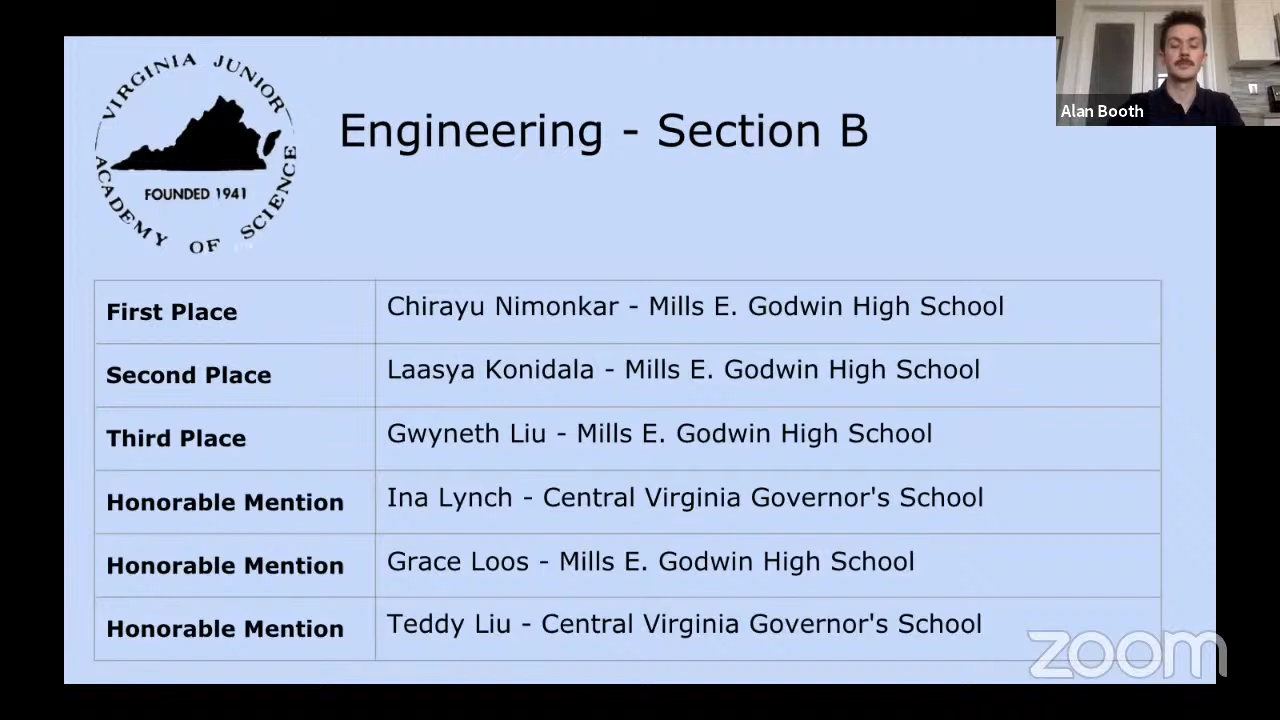 VIRGINIA JUNIOR
ACADEMY OF SCIENCE
FOUNDED 1941
Engineering - Section B
Alan Booth
First Place Chirayu Nimonkar - Mills E. Godwin High School
Second Place Laasya Konidala - Mills E. Godwin High School
Third Place Gwyneth Liu - Mills E. Godwin High School
Honorable Mention Ina Lynch - Central Virginia Governor's School
Honorable Mention Grace Loos - Mills E. Godwin High School
Honorable Mention Teddy Liu - Central Virginia Governor's School
zoom